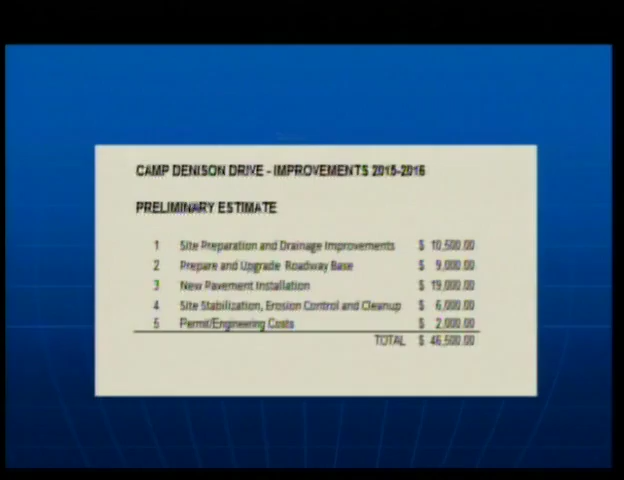 CAMP DENISON DRIVE - IMPROVEMENTS 2015-2016
PRELIMINARY ESTIMATE
1 Site Preparation and Drainage Improvements $ 10,500.00
2 Prepare and Upgrade Roadway Base $ 9,000.00
3 New Pavement Installation $ 19,000.00
4 Site Stabilization, Erosion Control and Cleanup $ 6,000.00
5 Permit/Engineering Costs $ 2,000.00
TOTAL $ 46,500.00